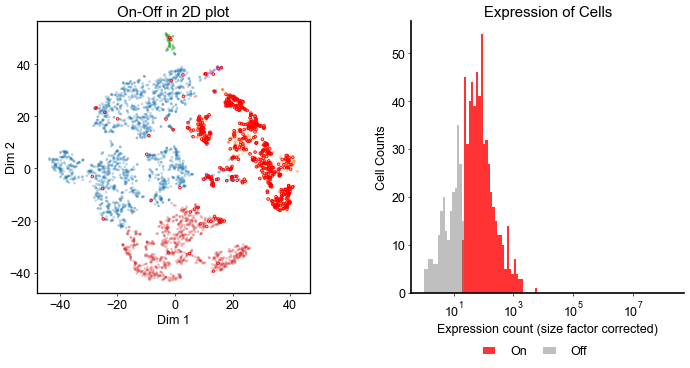 On-Off in 2D plot
Expression of Cells
Dim 2
40
20
0
−20
−40
−40 −20 0 20 40
Dim 1
Cell Counts
50
40
30
20
10
0
10^1 10^3 10^5 10^7
Expression count (size factor corrected)
On Off